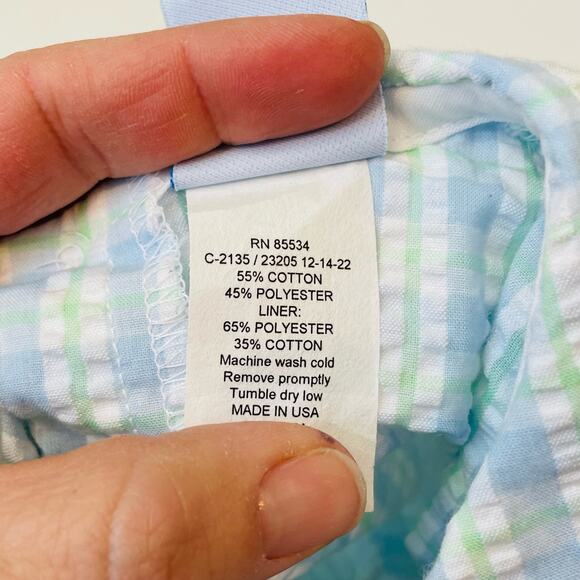 RN 85534
C-2135 / 23205 12-14-22
55% COTTON
45% POLYESTER
LINER:
65% POLYESTER
35% COTTON
Machine wash cold
Remove promptly
Tumble dry low
MADE IN USA